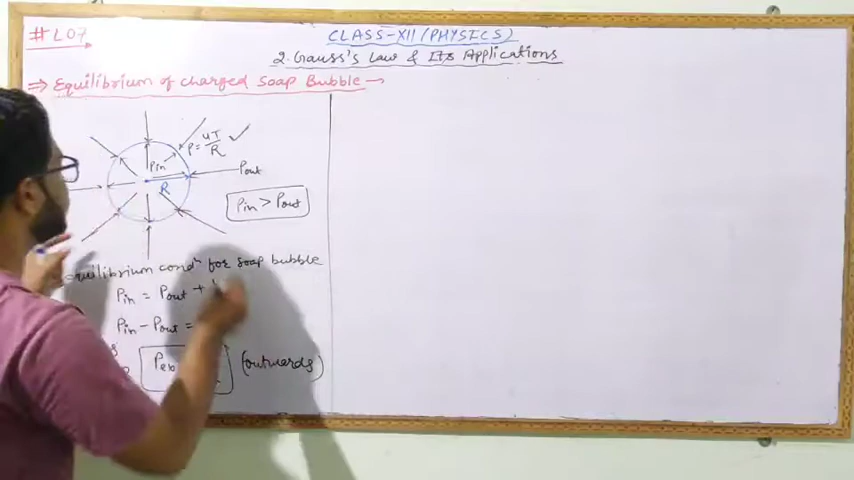 #L07
CLASS-XII (PHYSICS)
2. Gauss's Law & Its Applications
⇒ Equilibrium of charged Soap Bubble →
P = 4T/R ✓
Pin
Pout
R
Pin > Pout
equilibrium condⁿ for soap bubble
Pin = Pout +
Pin - Pout =
(outwards)